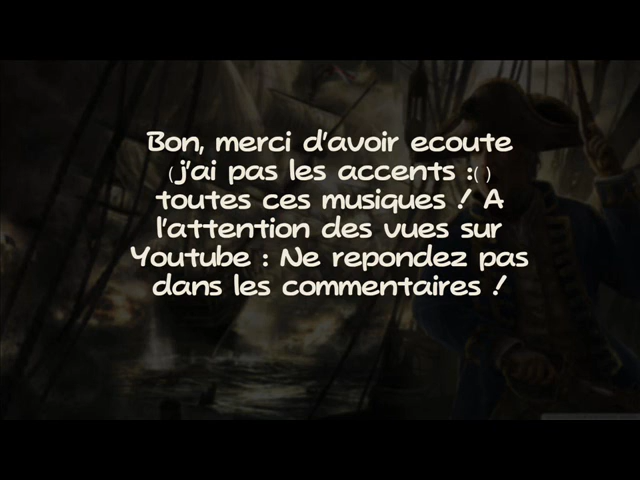 Bon, merci d'avoir ecoute
(j'ai pas les accents :( )
toutes ces musiques ! A
l'attention des vues sur
Youtube : Ne repondez pas
dans les commentaires !